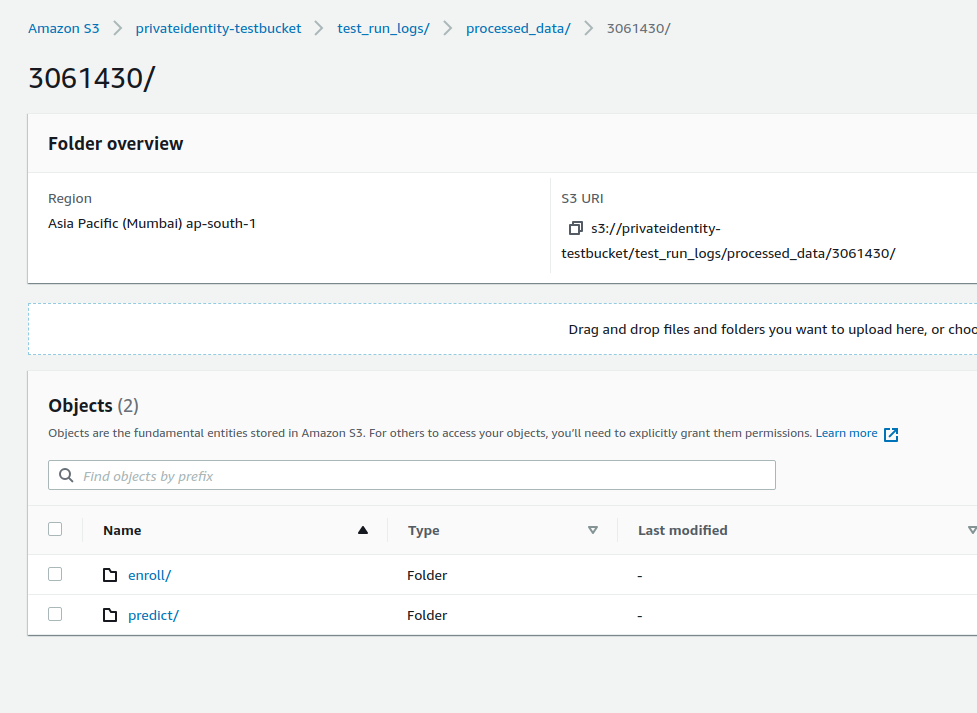 Amazon S3 > privateidentity-testbucket > test_run_logs/ > processed_data/ > 3061430/
3061430/
Folder overview
Region
Asia Pacific (Mumbai) ap-south-1
S3 URI
s3://privateidentity-
testbucket/test_run_logs/processed_data/3061430/
Drag and drop files and folders you want to upload here, or choo
Objects (2)
Objects are the fundamental entities stored in Amazon S3. For others to access your objects, you'll need to explicitly grant them permissions. Learn more
Find objects by prefix
Name Type Last modified
enroll/ Folder -
predict/ Folder -